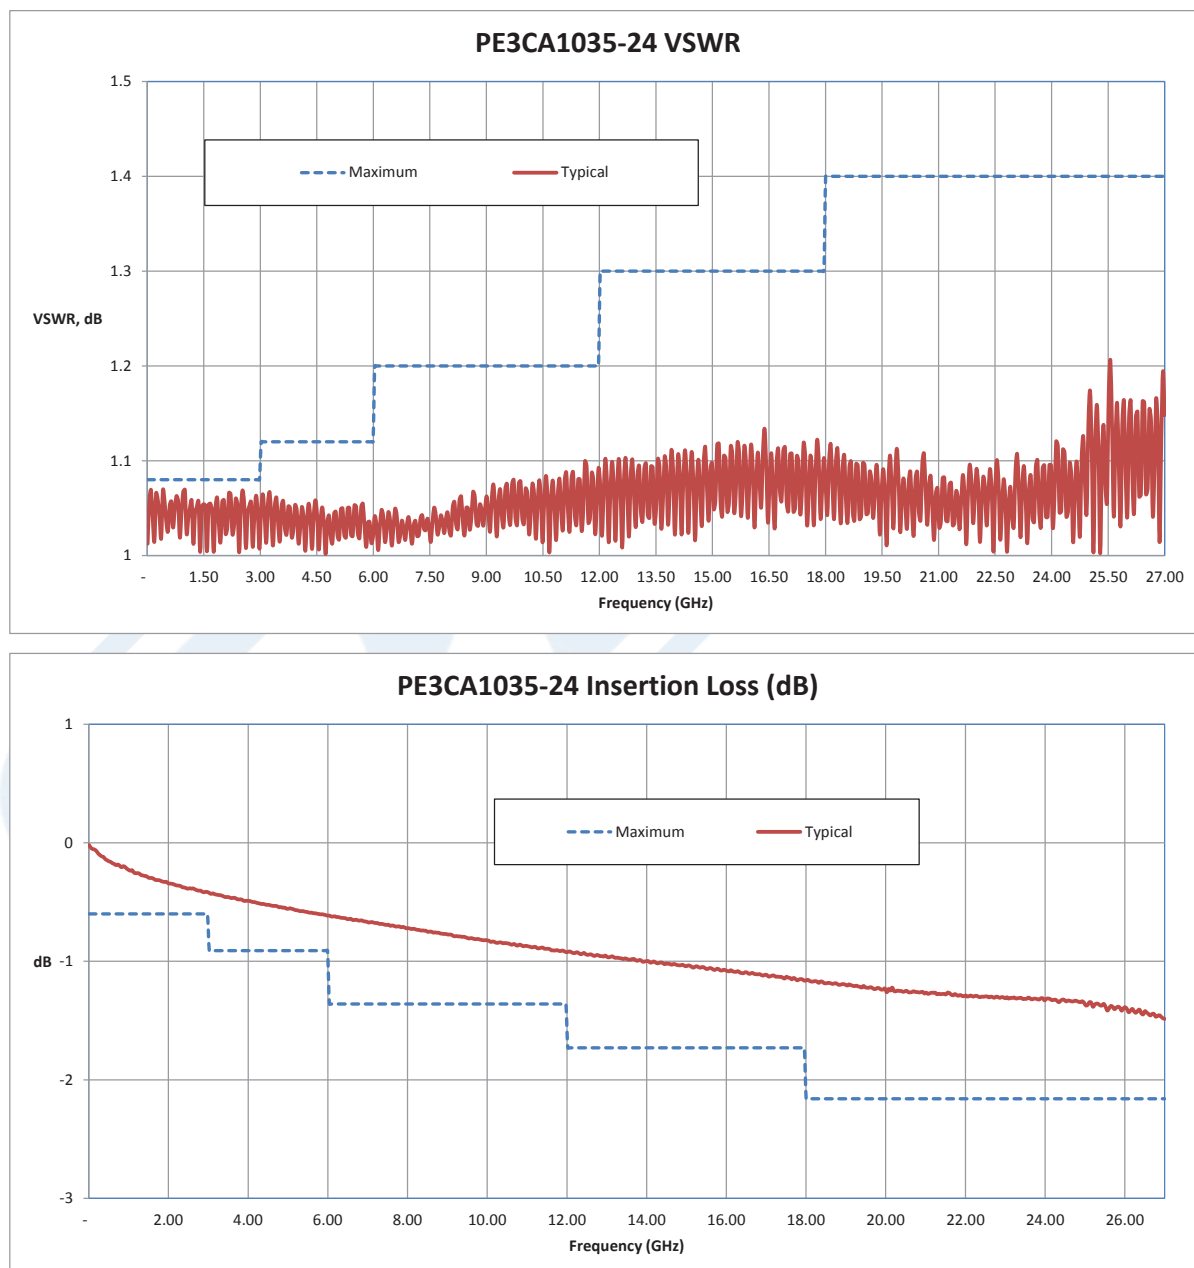 PE3CA1035-24 VSWR
1.5
Maximum
Typical
1.4
1.3
VSWR, dB
1.2
1.1
1
- 1.50 3.00 4.50 6.00 7.50 9.00 10.50 12.00 13.50 15.00 16.50 18.00 19.50 21.00 22.50 24.00 25.50 27.00
Frequency (GHz)
PE3CA1035-24 Insertion Loss (dB)
1
Maximum
Typical
0
dB
-1
-2
-3
- 2.00 4.00 6.00 8.00 10.00 12.00 14.00 16.00 18.00 20.00 22.00 24.00 26.00
Frequency (GHz)